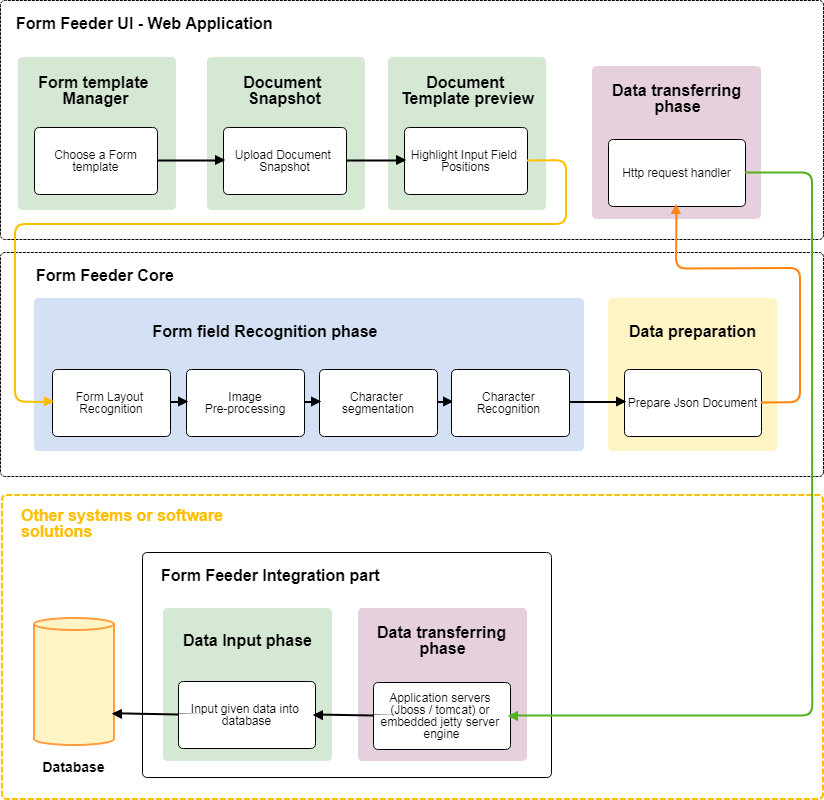 Form Feeder UI - Web Application
Form template
Manager
Choose a Form
template
Document
Snapshot
Upload Document
Snapshot
Document
Template preview
Highlight Input Field
Positions
Data transferring
phase
Http request handler
Form Feeder Core
Form field Recognition phase
Form Layout
Recognition
Image
Pre-processing
Character
segmentation
Character
Recognition
Data preparation
Prepare Json Document
Other systems or software
solutions
Form Feeder Integration part
Data Input phase
Input given data into
database
Data transferring
phase
Application servers
(Jboss / tomcat) or
embedded jetty server
engine
Database